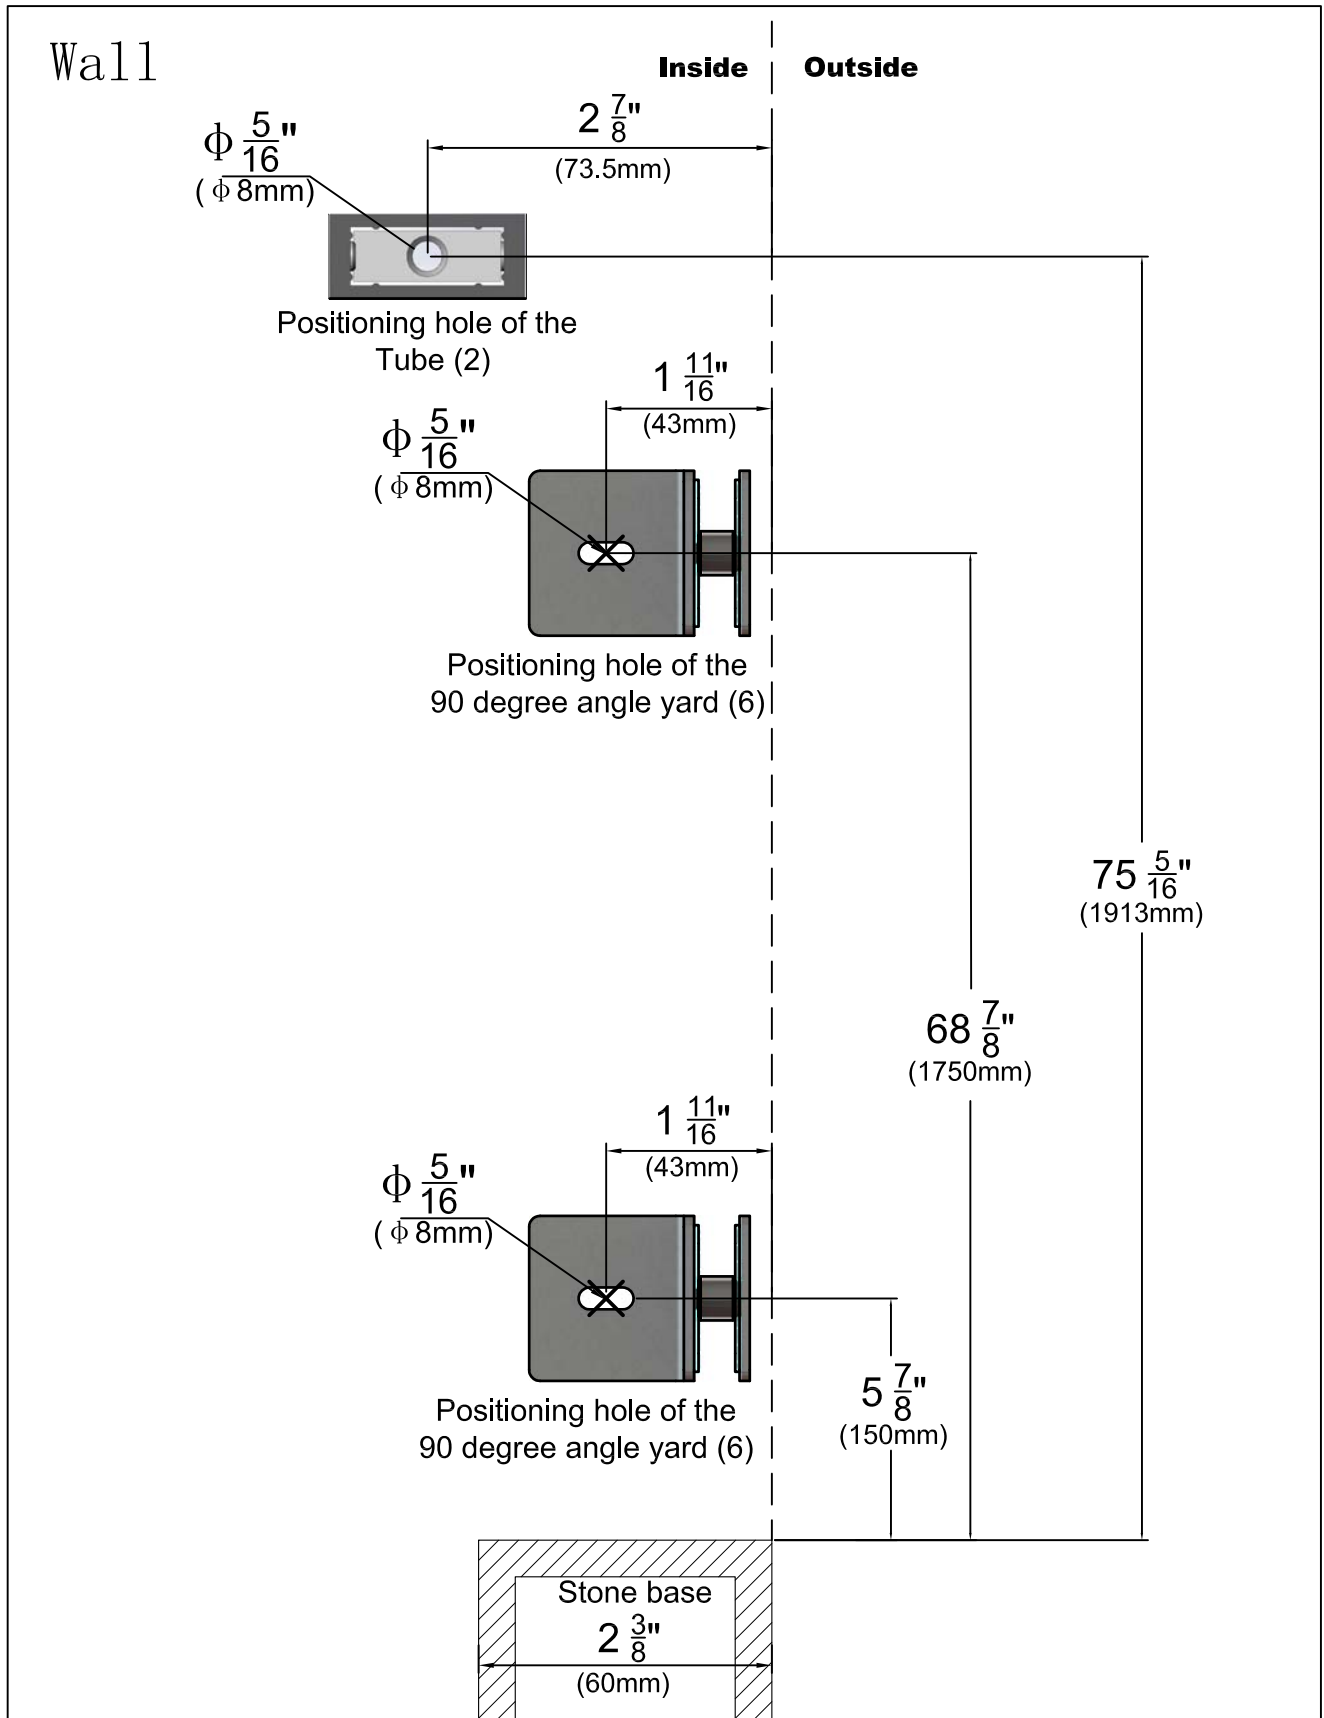 Wall
Inside
Outside
2 7/8"
(73.5mm)
ϕ 5/16"
(ϕ8mm)
Positioning hole of the
Tube (2)
1 11/16"
(43mm)
ϕ 5/16"
(ϕ8mm)
Positioning hole of the
90 degree angle yard (6)
75 5/16"
(1913mm)
68 7/8"
(1750mm)
1 11/16"
(43mm)
ϕ 5/16"
(ϕ8mm)
5 7/8"
(150mm)
Positioning hole of the
90 degree angle yard (6)
Stone base
2 3/8"
(60mm)